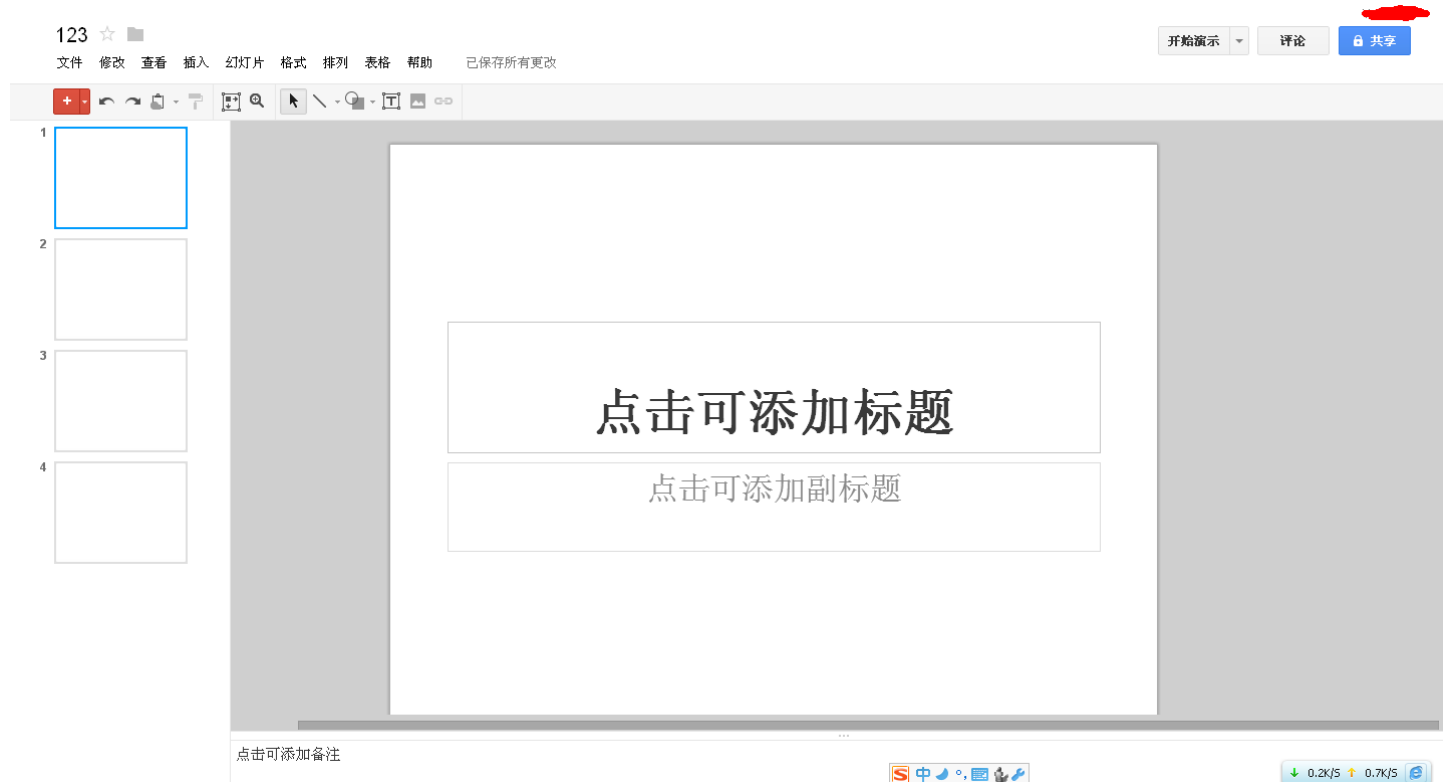 123
开始演示 评论 共享
文件 修改 查看 插入 幻灯片 格式 排列 表格 帮助 已保存所有更改
1
2
3
4
点击可添加标题
点击可添加副标题
点击可添加备注
S 中
0.2K/S 0.7K/S